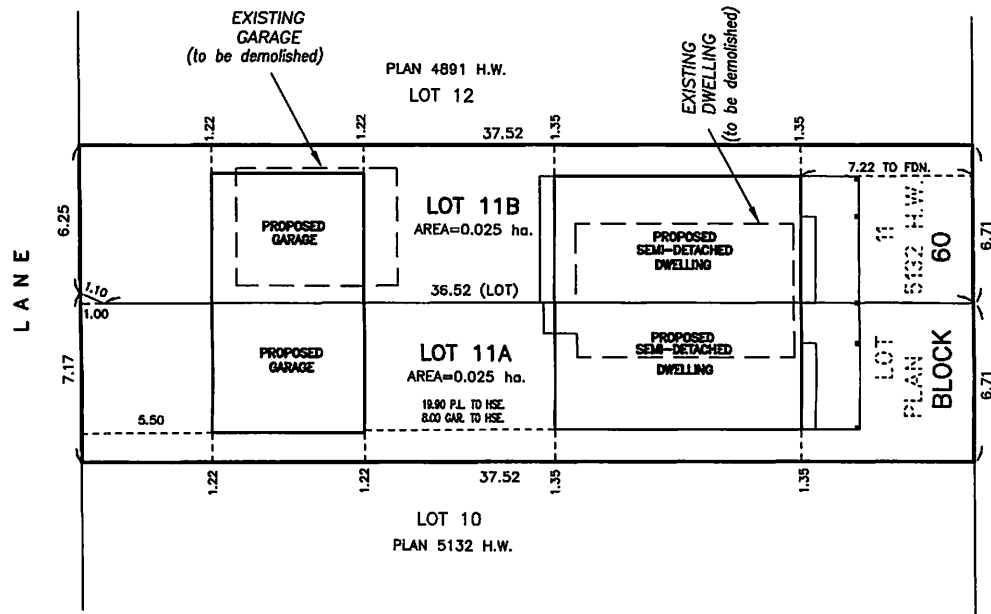 EXISTING
GARAGE
(to be demolished)
PLAN 4891 H.W.
LOT 12
EXISTING
DWELLING
(to be demolished)
1.22
1.22
37.52
1.35
1.35
7.22 TO FDN.
6.25
LOT 11B
AREA=0.025 ha.
PROPOSED
GARAGE
PROPOSED
SEMI-DETACHED
DWELLING
11
5132 H.W.
60
6.71
LANE
1.10
1.00
36.52 (LOT)
7.17
PROPOSED
GARAGE
LOT 11A
AREA=0.025 ha.
19.90 P.L. TO HSE.
8.00 GAR. TO HSE.
PROPOSED
SEMI-DETACHED
DWELLING
LOT
PLAN
BLOCK
6.71
5.50
1.22
1.22
37.52
1.35
1.35
LOT 10
PLAN 5132 H.W.